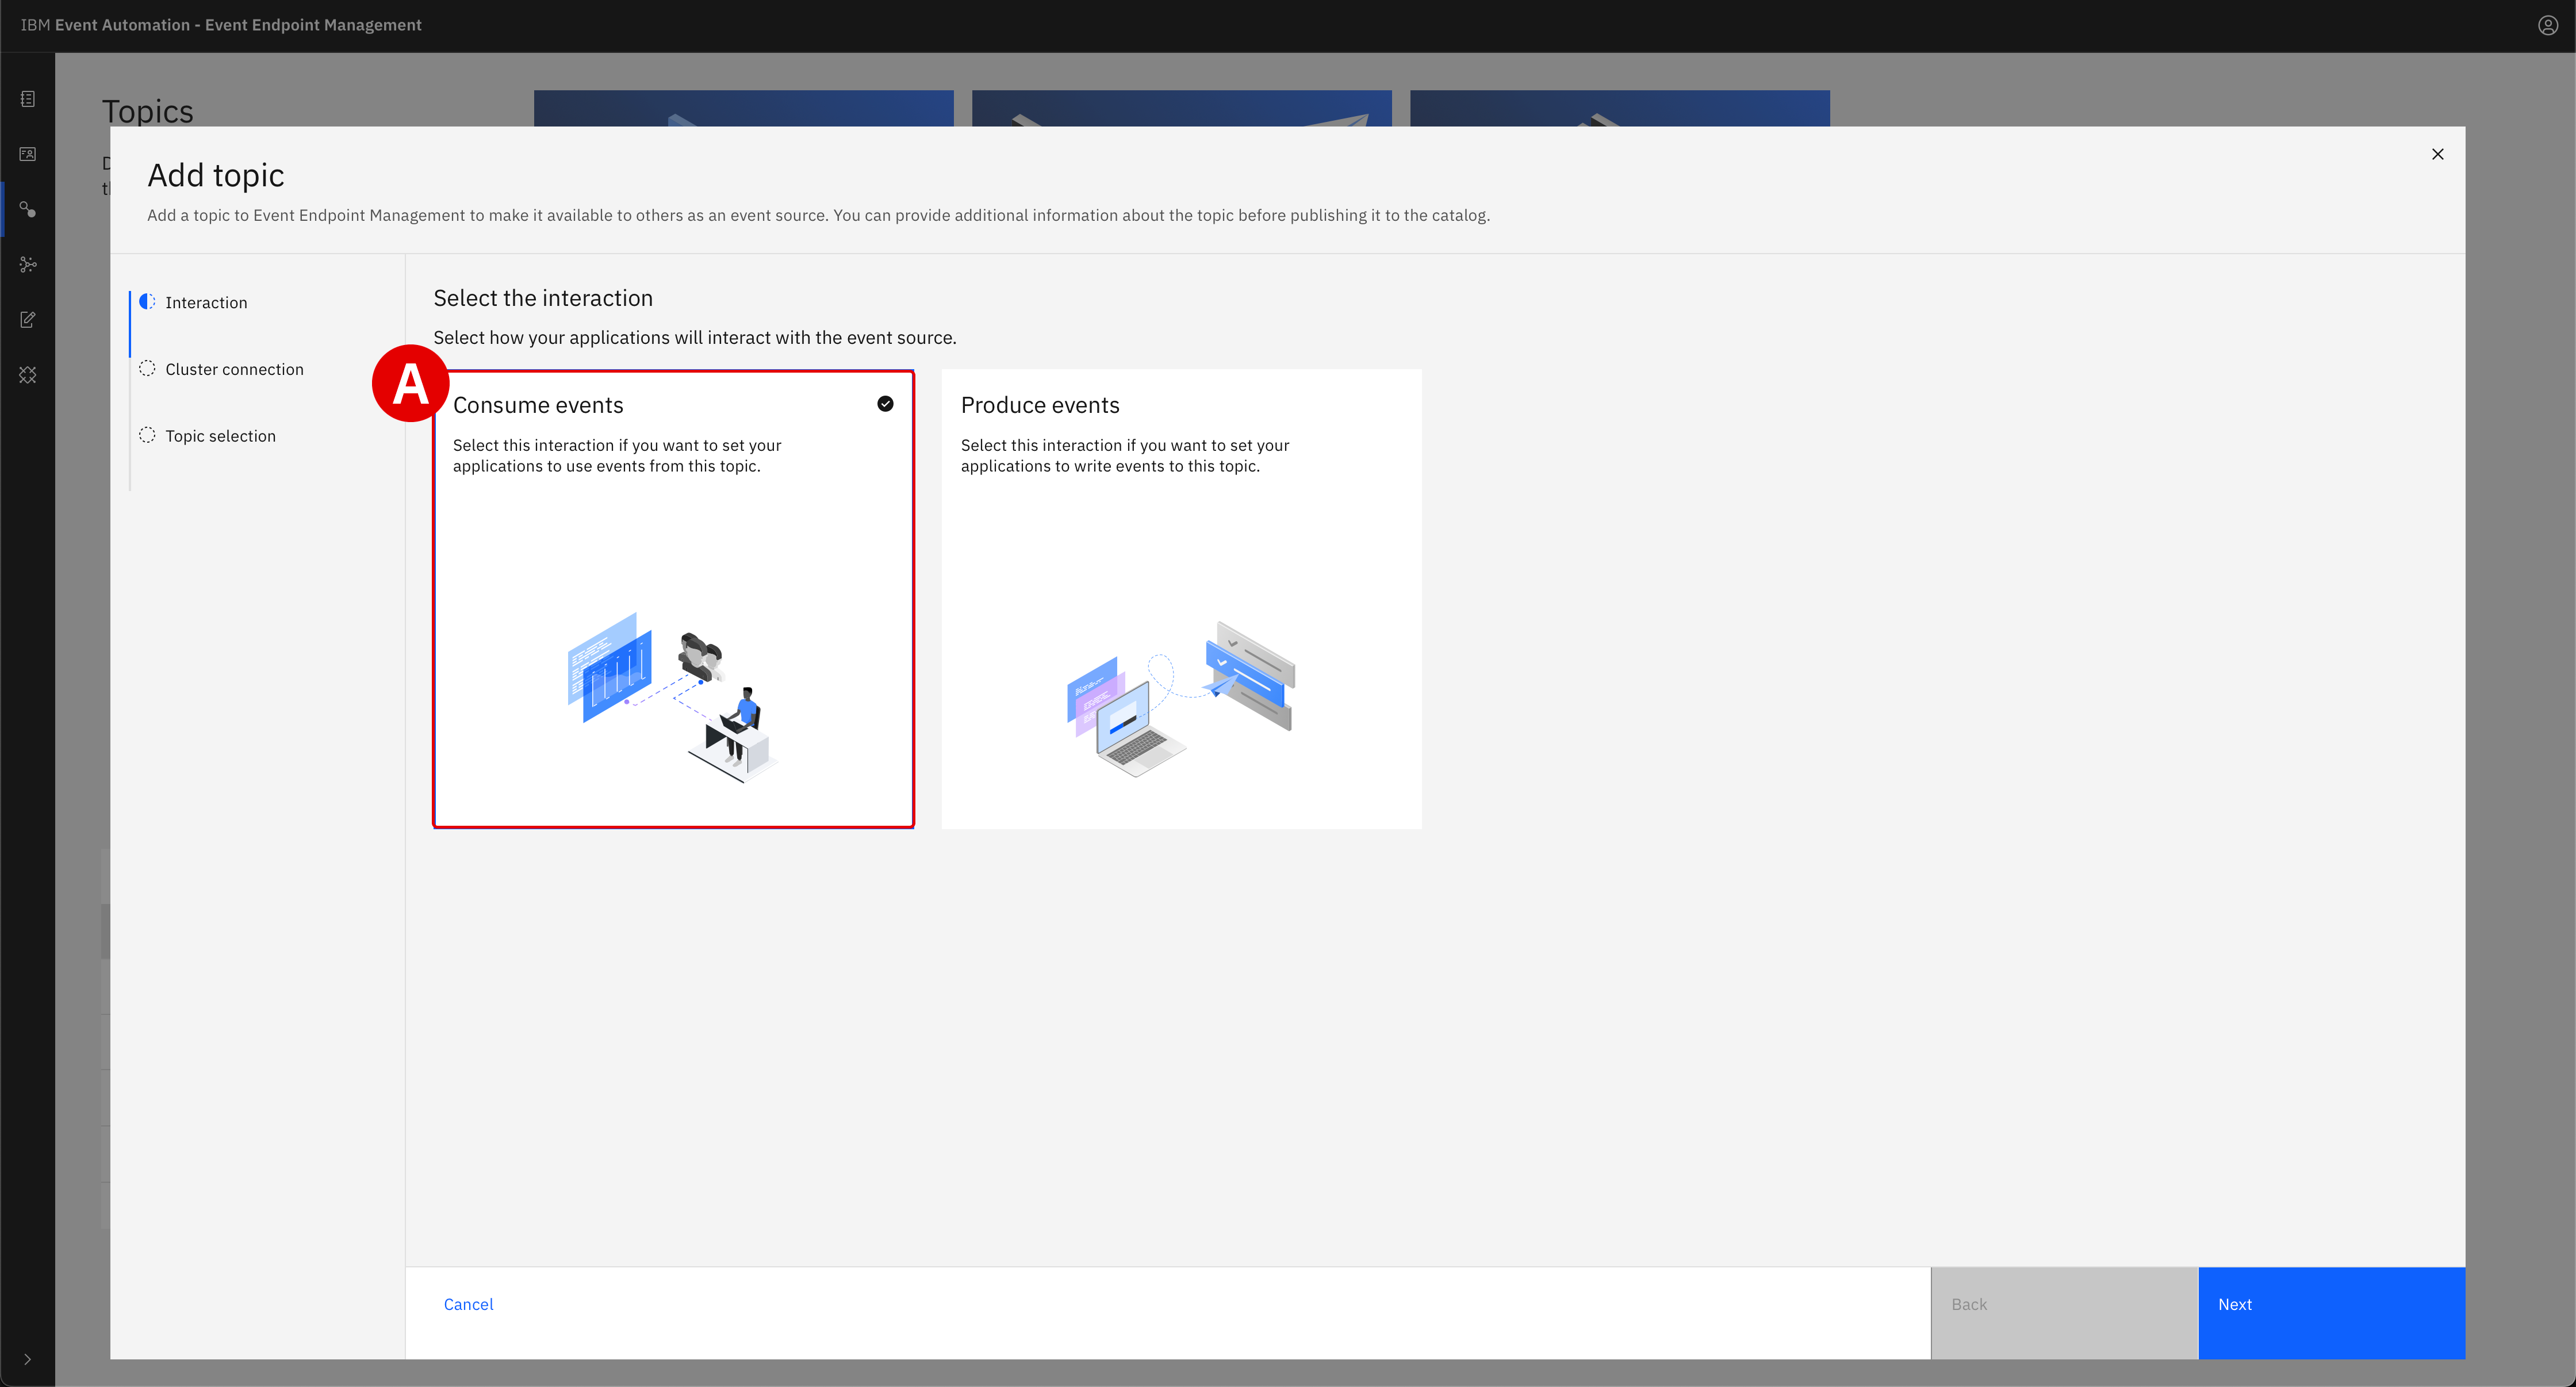 IBM Event Automation - Event Endpoint Management
Topics
Add topic
Add a topic to Event Endpoint Management to make it available to others as an event source. You can provide additional information about the topic before publishing it to the catalog.
Interaction
Cluster connection
Topic selection
Select the interaction
Select how your applications will interact with the event source.
A
Consume events
Select this interaction if you want to set your
applications to use events from this topic.
Produce events
Select this interaction if you want to set your
applications to write events to this topic.
Cancel
Back
Next